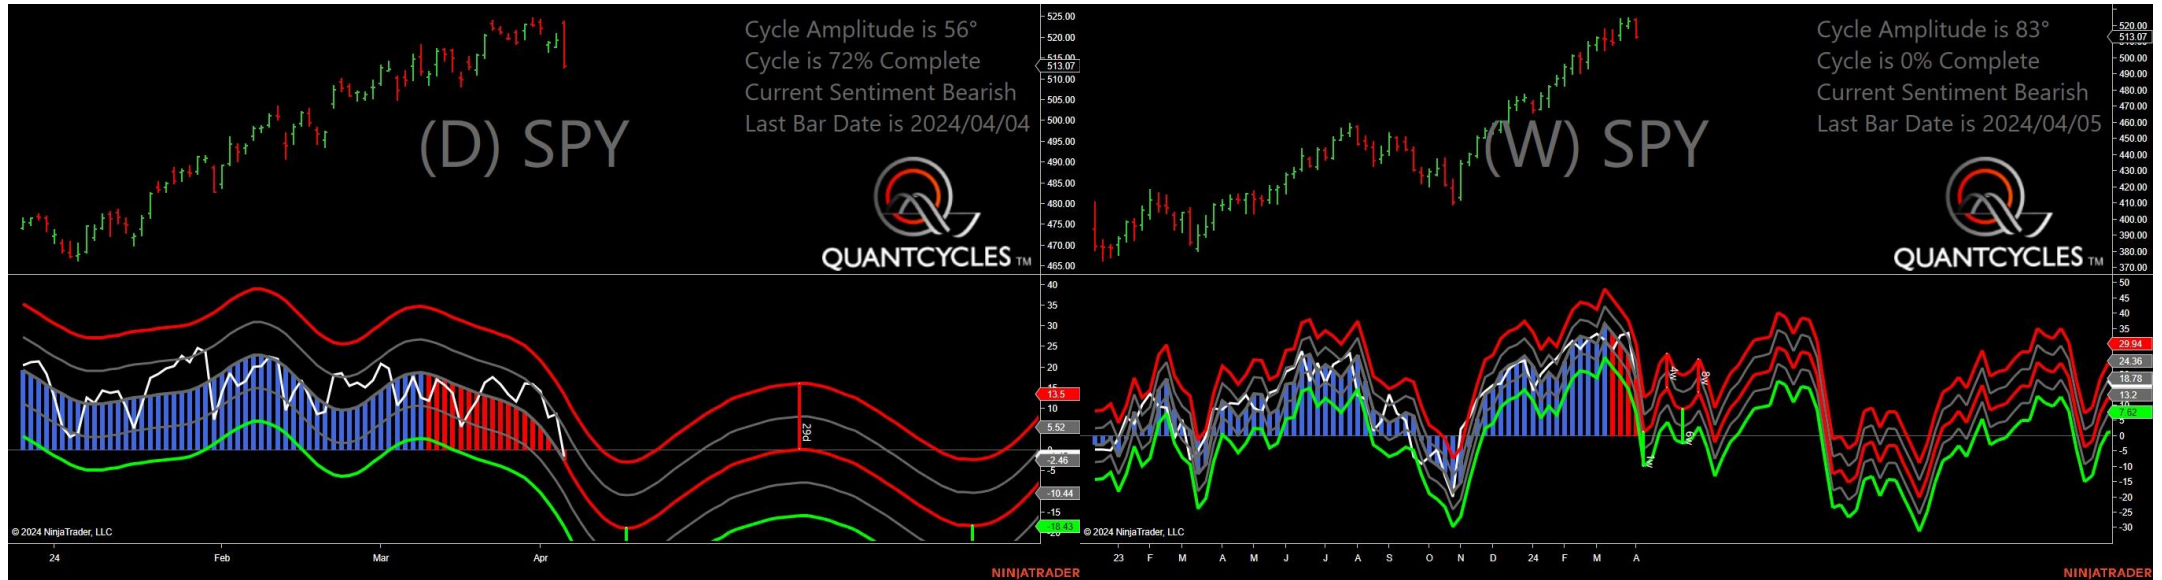 Cycle Amplitude is 56°
Cycle is 72% Complete
Current Sentiment Bearish
Last Bar Date is 2024/04/04
(D) SPY
QUANTCYCLES TM
525.00
520.00
515.00
513.07
510.00
505.00
500.00
495.00
490.00
485.00
480.00
475.00
470.00
465.00
40
35
30
25
20
15
13.5
10
5.52
-2.46
-5
-10.44
-15
-18.43
-20
29d
© 2024 NinjaTrader, LLC
24 Feb Mar Apr
NINJATRADER
Cycle Amplitude is 83°
Cycle is 0% Complete
Current Sentiment Bearish
Last Bar Date is 2024/04/05
(W) SPY
QUANTCYCLES TM
520.00
513.07
500.00
490.00
480.00
470.00
460.00
450.00
440.00
430.00
420.00
410.00
400.00
390.00
380.00
370.00
50
45
40
35
29.94
24.36
18.78
13.2
7.62
5
0
-5
-10
-15
-20
-25
-30
4w
8w
1w
6w
© 2024 NinjaTrader, LLC
23 F M A M J J A S O N D 24 F M A
NINJATRADER